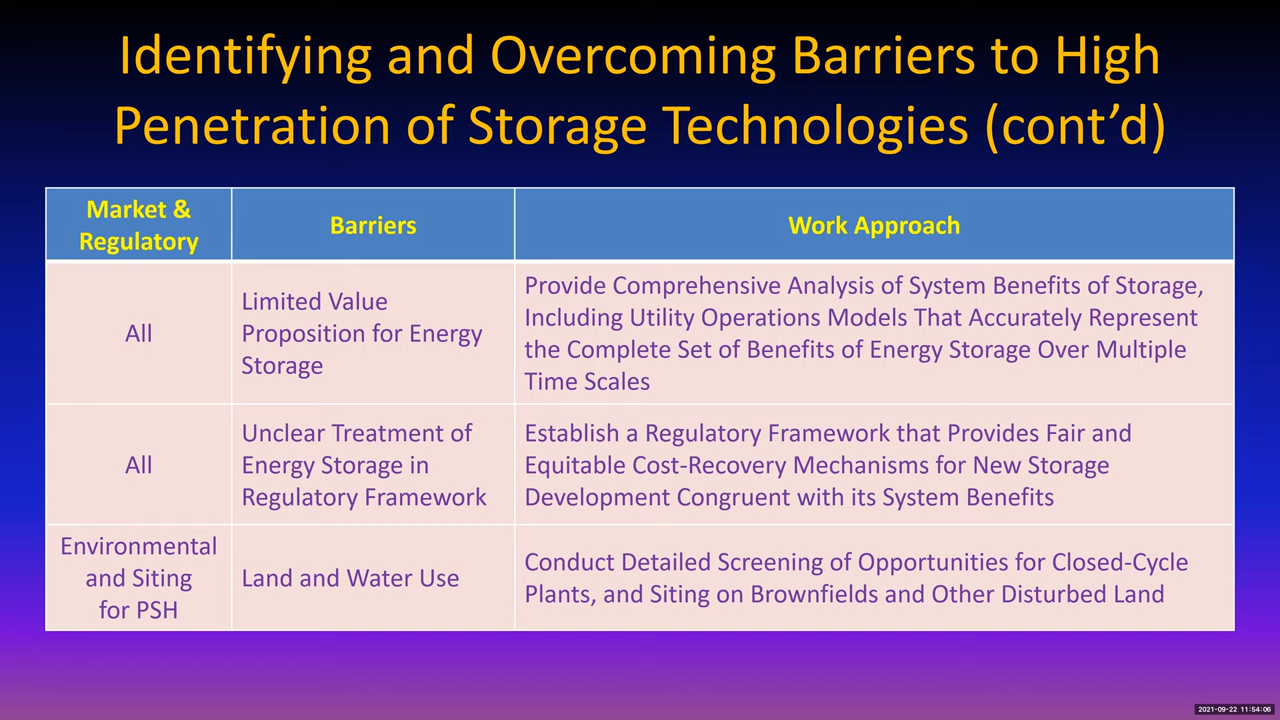 Identifying and Overcoming Barriers to High
Penetration of Storage Technologies (cont’d)
Market &
Regulatory
Barriers
Work Approach
All
Limited Value
Proposition for Energy
Storage
Provide Comprehensive Analysis of System Benefits of Storage,
Including Utility Operations Models That Accurately Represent
the Complete Set of Benefits of Energy Storage Over Multiple
Time Scales
All
Unclear Treatment of
Energy Storage in
Regulatory Framework
Establish a Regulatory Framework that Provides Fair and
Equitable Cost-Recovery Mechanisms for New Storage
Development Congruent with its System Benefits
Environmental
and Siting
for PSH
Land and Water Use
Conduct Detailed Screening of Opportunities for Closed-Cycle
Plants, and Siting on Brownfields and Other Disturbed Land
2021-09-22 11:54:06